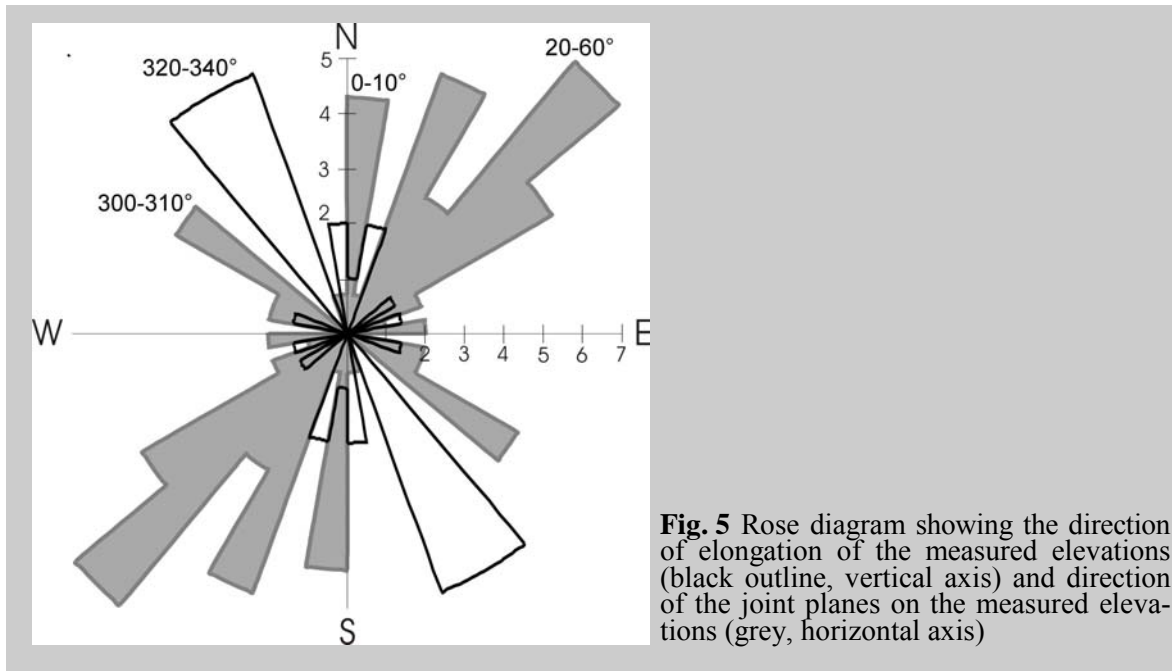 N
5
320-340°
20-60°
0-10°
4
3
300-310°
2
W
E
2 3 4 5 6 7
S
Fig. 5 Rose diagram showing the direction
of elongation of the measured elevations
(black outline, vertical axis) and direction
of the joint planes on the measured eleva-
tions (grey, horizontal axis)